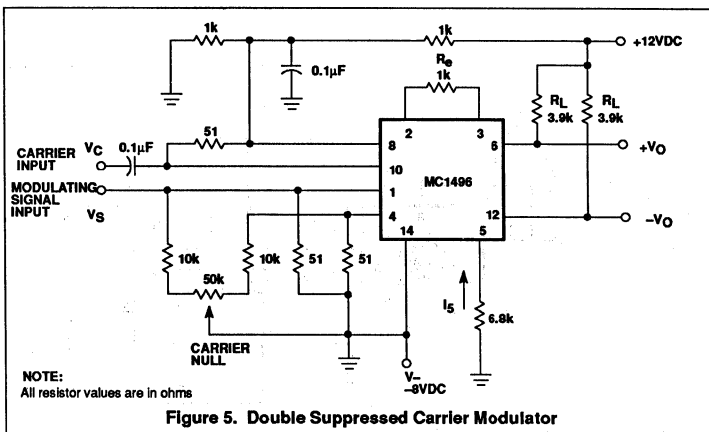 1k
1k
+12VDC
0.1μF
Re
1k
RL
3.9k
RL
3.9k
51
2
3
VC
0.1μF
8
6
+VO
CARRIER
INPUT
10
MODULATING
SIGNAL
INPUT
1
MC1496
VS
4
12
-VO
14
5
10k
10k
51
51
50k
I5
6.8k
CARRIER
NULL
V-
-8VDC
NOTE:
All resistor values are in ohms
Figure 5. Double Suppressed Carrier Modulator